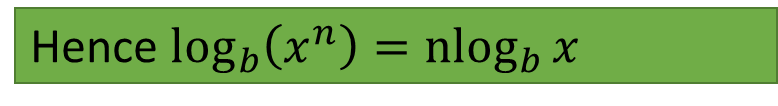 Hence log_b(x^n) = nlog_b x